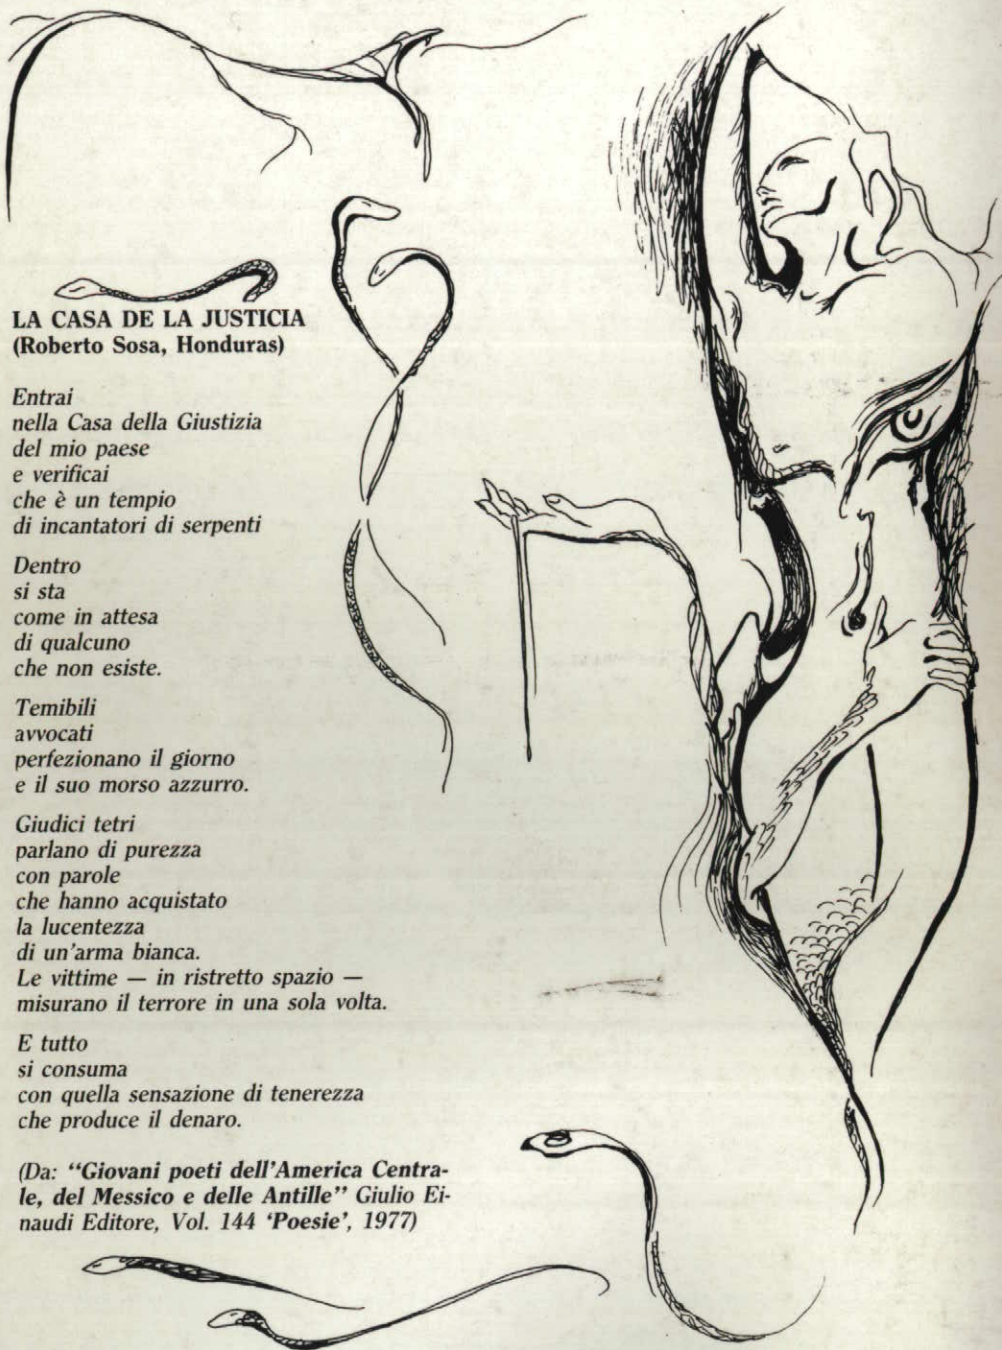 LA CASA DE LA JUSTICIA
(Roberto Sosa, Honduras)
Entrai
nella Casa della Giustizia
del mio paese
e verificai
che è un tempio
di incantatori di serpenti
Dentro
si sta
come in attesa
di qualcuno
che non esiste.
Temibili
avvocati
perfezionano il giorno
e il suo morso azzurro.
Giudici tetri
parlano di purezza
con parole
che hanno acquistato
la lucentezza
di un'arma bianca.
Le vittime — in ristretto spazio —
misurano il terrore in una sola volta.
E tutto
si consuma
con quella sensazione di tenerezza
che produce il denaro.
(Da: “Giovani poeti dell'America Centra-
le, del Messico e delle Antille” Giulio Ei-
naudi Editore, Vol. 144 ‘Poesie’, 1977)